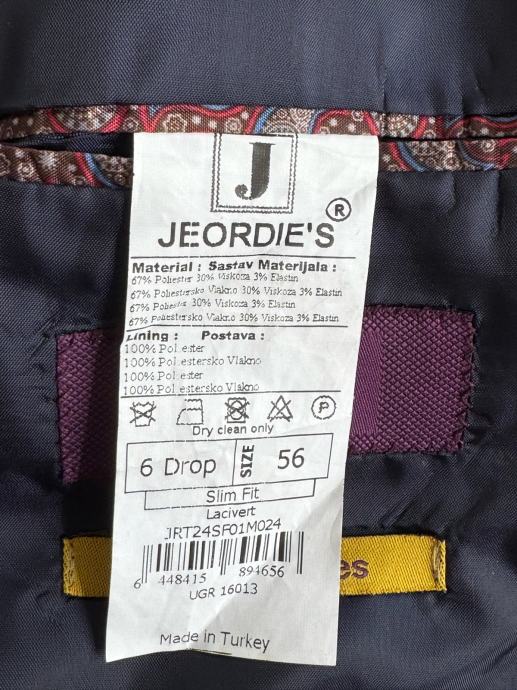 J
JEORDIE'S ®
Material : Sastav Materijala :
67% Poliester 30% Viskoza 3% Elastin
67% Poliestersko Vlakno 30% Viskoza 3% Elastin
67% Poliester 30% Viskoza 3% Elastin
67% Poliestersko Vlakno 30% Viskoza 3% Elastin
Lining : Postava :
100% Poliester
100% Poliestersko Vlakno
100% Poliester
100% Poliestersko Vlakno
P
Dry clean only
6 Drop SIZE 56
Slim Fit
Lacivert
JRT24SF01M024
6 448415 894656
UGR 16013
es
Made in Turkey